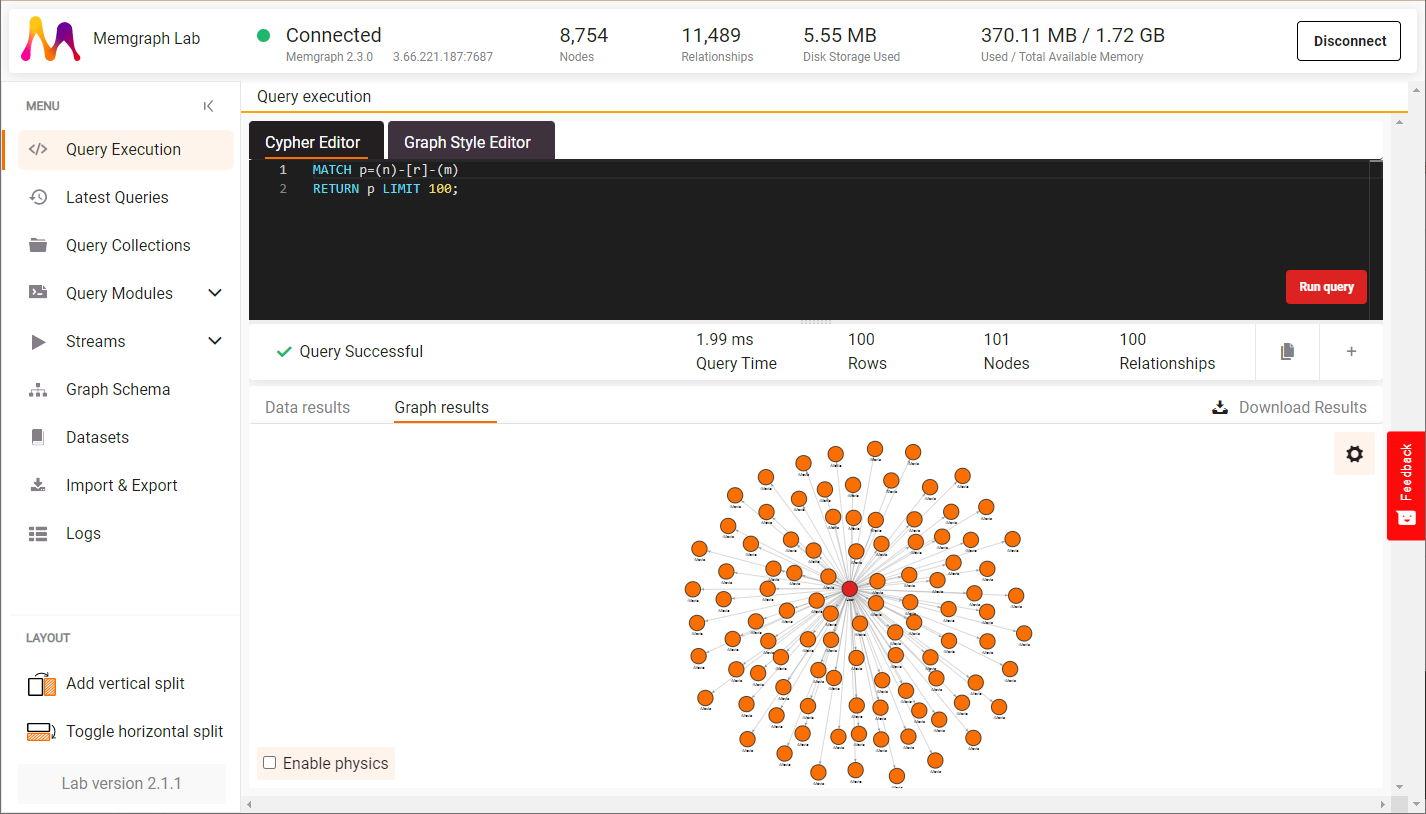 Memgraph Lab
Connected
Memgraph 2.3.0 3.66.221.187:7687
8,754
Nodes
11,489
Relationships
5.55 MB
Disk Storage Used
370.11 MB / 1.72 GB
Used / Total Available Memory
Disconnect
MENU
Query Execution
Latest Queries
Query Collections
Query Modules
Streams
Graph Schema
Datasets
Import & Export
Logs
LAYOUT
Add vertical split
Toggle horizontal split
Lab version 2.1.1
Query execution
Cypher Editor
Graph Style Editor
1 MATCH p=(n)-[r]-(m)
2 RETURN p LIMIT 100;
Run query
Query Successful
1.99 ms
Query Time
100
Rows
101
Nodes
100
Relationships
+
Data results
Graph results
Download Results
Enable physics
Feedback